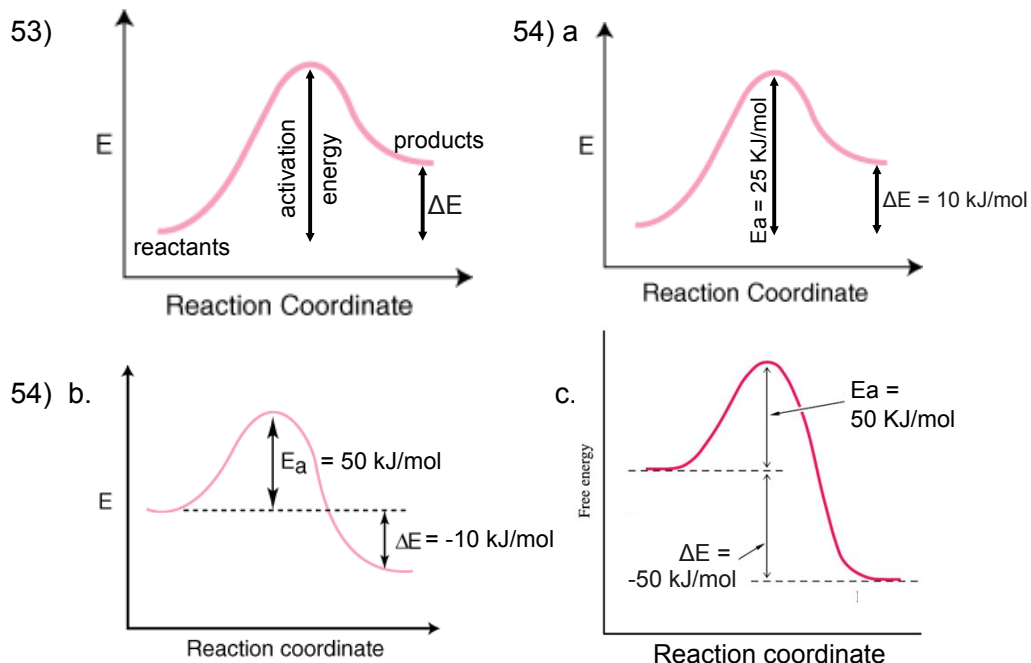 53)
E
activation
energy
products
ΔE
reactants
Reaction Coordinate
54) a
E
Ea = 25 KJ/mol
ΔE = 10 kJ/mol
Reaction Coordinate
54) b.
E
Ea = 50 kJ/mol
ΔE = -10 kJ/mol
Reaction coordinate
c.
Free energy
Ea =
50 KJ/mol
ΔE =
-50 kJ/mol
Reaction coordinate